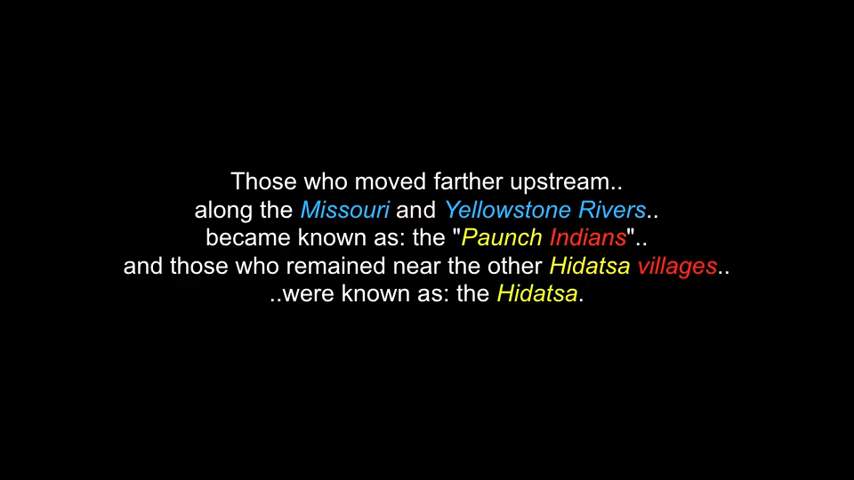 Those who moved farther upstream..
along the Missouri and Yellowstone Rivers..
became known as: the "Paunch Indians"..
and those who remained near the other Hidatsa villages..
..were known as: the Hidatsa.